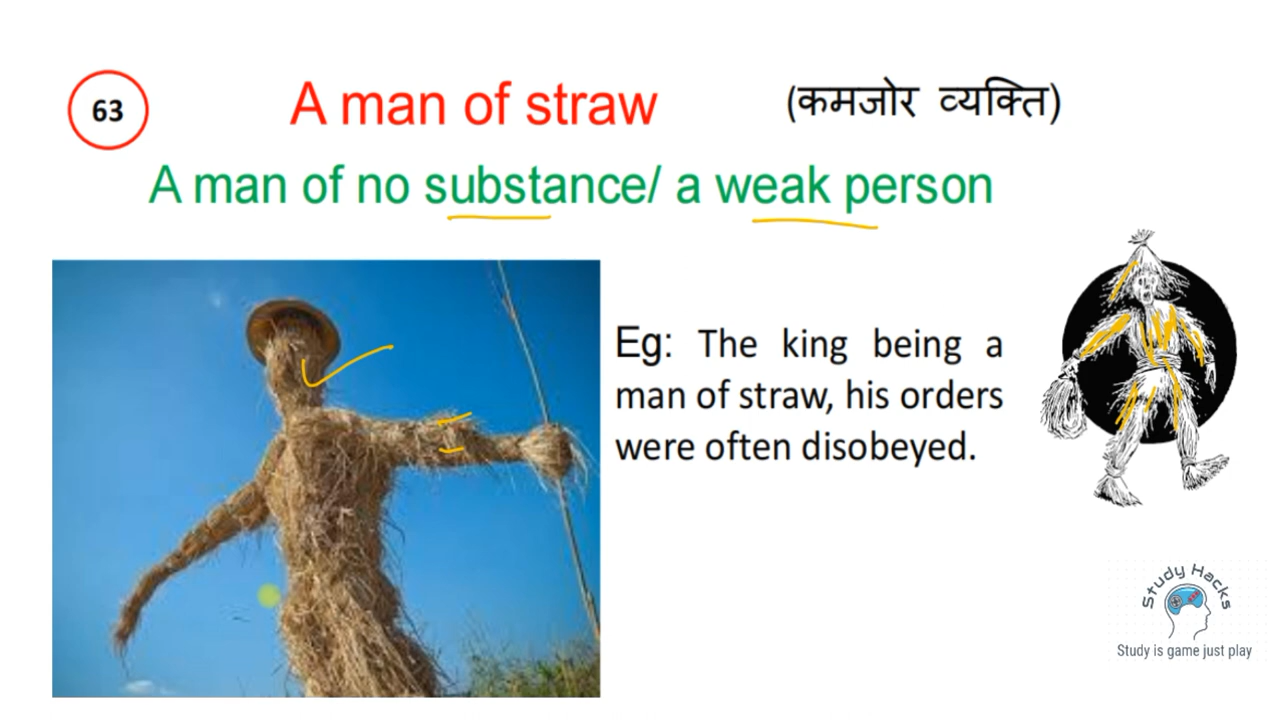 63
A man of straw (कमजोर व्यक्ति)
A man of no substance/ a weak person
Eg: The king being a
man of straw, his orders
were often disobeyed.
Study Hacks
Study is game just play